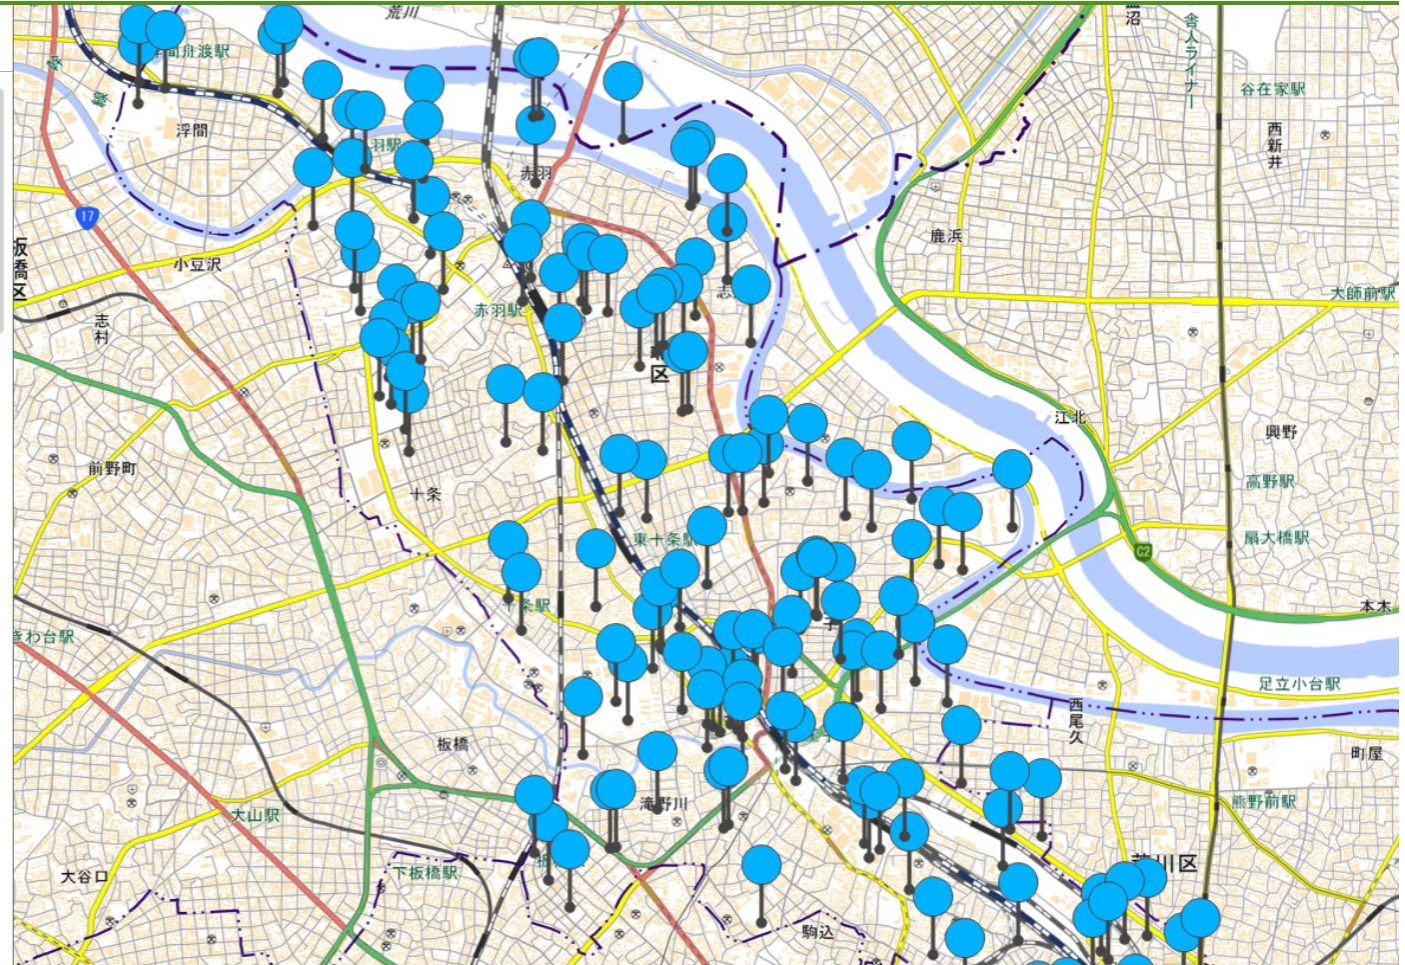 荒川
舎人ライナー
谷在家駅
浮間
西新井
羽駅
赤羽
17
板橋区
小豆沢
鹿浜
大師前駅
志村
赤羽駅
区
江北
興野
前野町
十条
高野駅
東十条駅
扇大橋駅
C2
十条駅
本木
きわ台駅
足立小台駅
西尾久
板橋
町屋
滝野川
熊野前駅
大山駅
荒川区
下板橋駅
大谷口
駒込